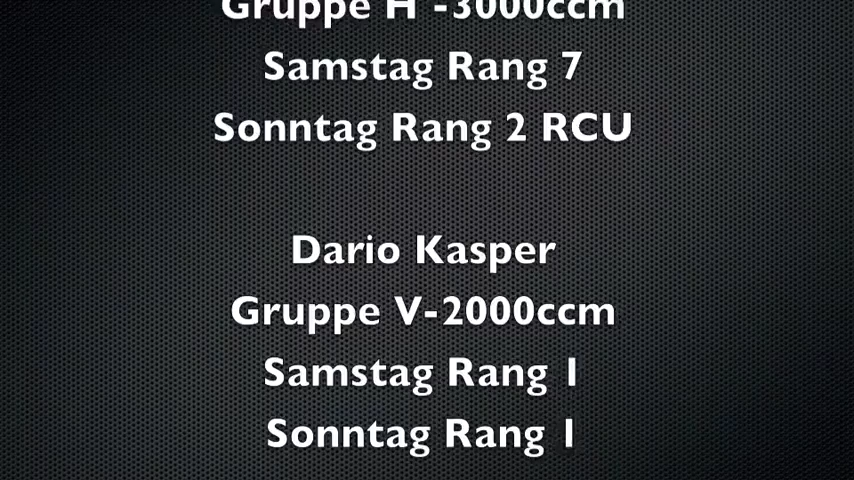 Gruppe H -3000ccm
Samstag Rang 7
Sonntag Rang 2 RCU
Dario Kasper
Gruppe V-2000ccm
Samstag Rang 1
Sonntag Rang 1